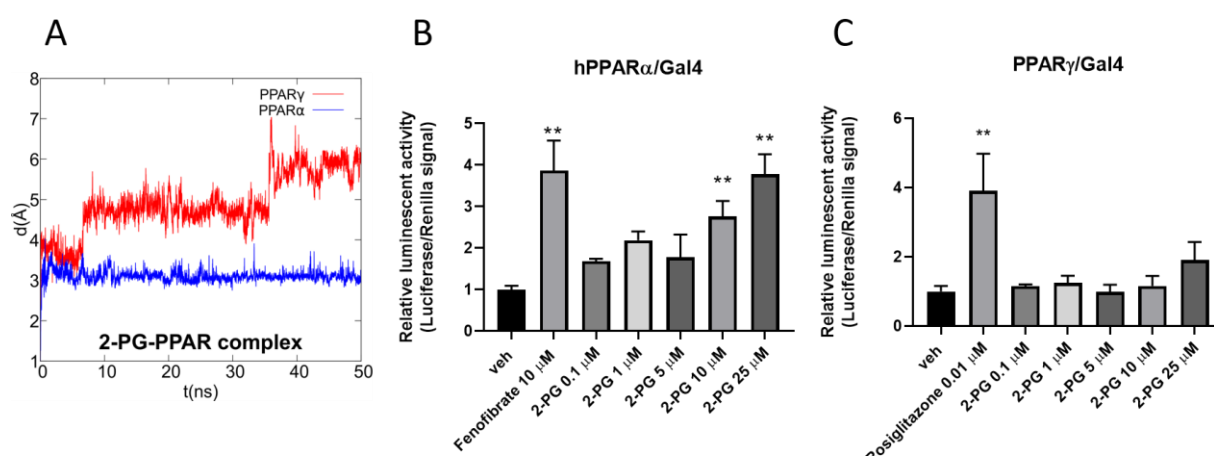 A
8
7
6
5
4
3
2
1
d(Å)
PPARγ
PPARα
2-PG-PPAR complex
0
10
20
30
40
50
t(ns)
B
hPPARα/Gal4
Relative luminescent activity
(Luciferase/Renilla signal)
5
4
3
2
1
0
**
**
**
veh
Fenofibrate 10 μM
2-PG 0.1 μM
2-PG 1 μM
2-PG 5 μM
2-PG 10 μM
2-PG 25 μM
C
PPARγ/Gal4
Relative luminescent activity
(Luciferase/Renilla signal)
6
4
2
0
**
veh
Rosiglitazone 0.01 μM
2-PG 0.1 μM
2-PG 1 μM
2-PG 5 μM
2-PG 10 μM
2-PG 25 μM